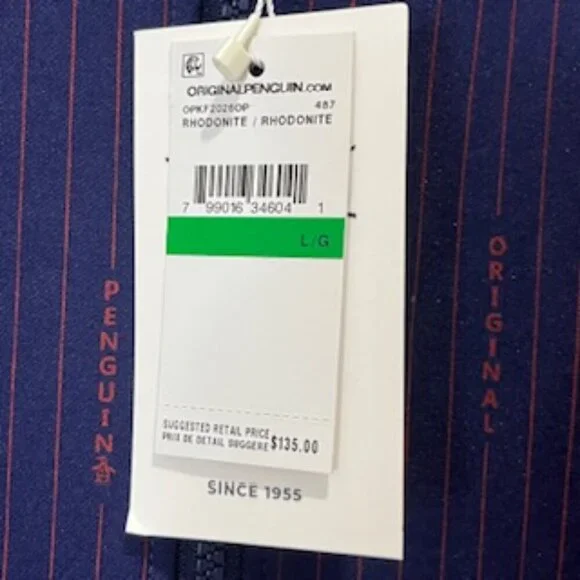 ORIGINALPENGUIN.COM
OPKF2026OP 487
RHODONITE / RHODONITE
7 99016 34604 1
L/G
SUGGESTED RETAIL PRICE
PRIX DE DETAIL SUGGERE $135.00
SINCE 1955
PENGUIN
ORIGINAL